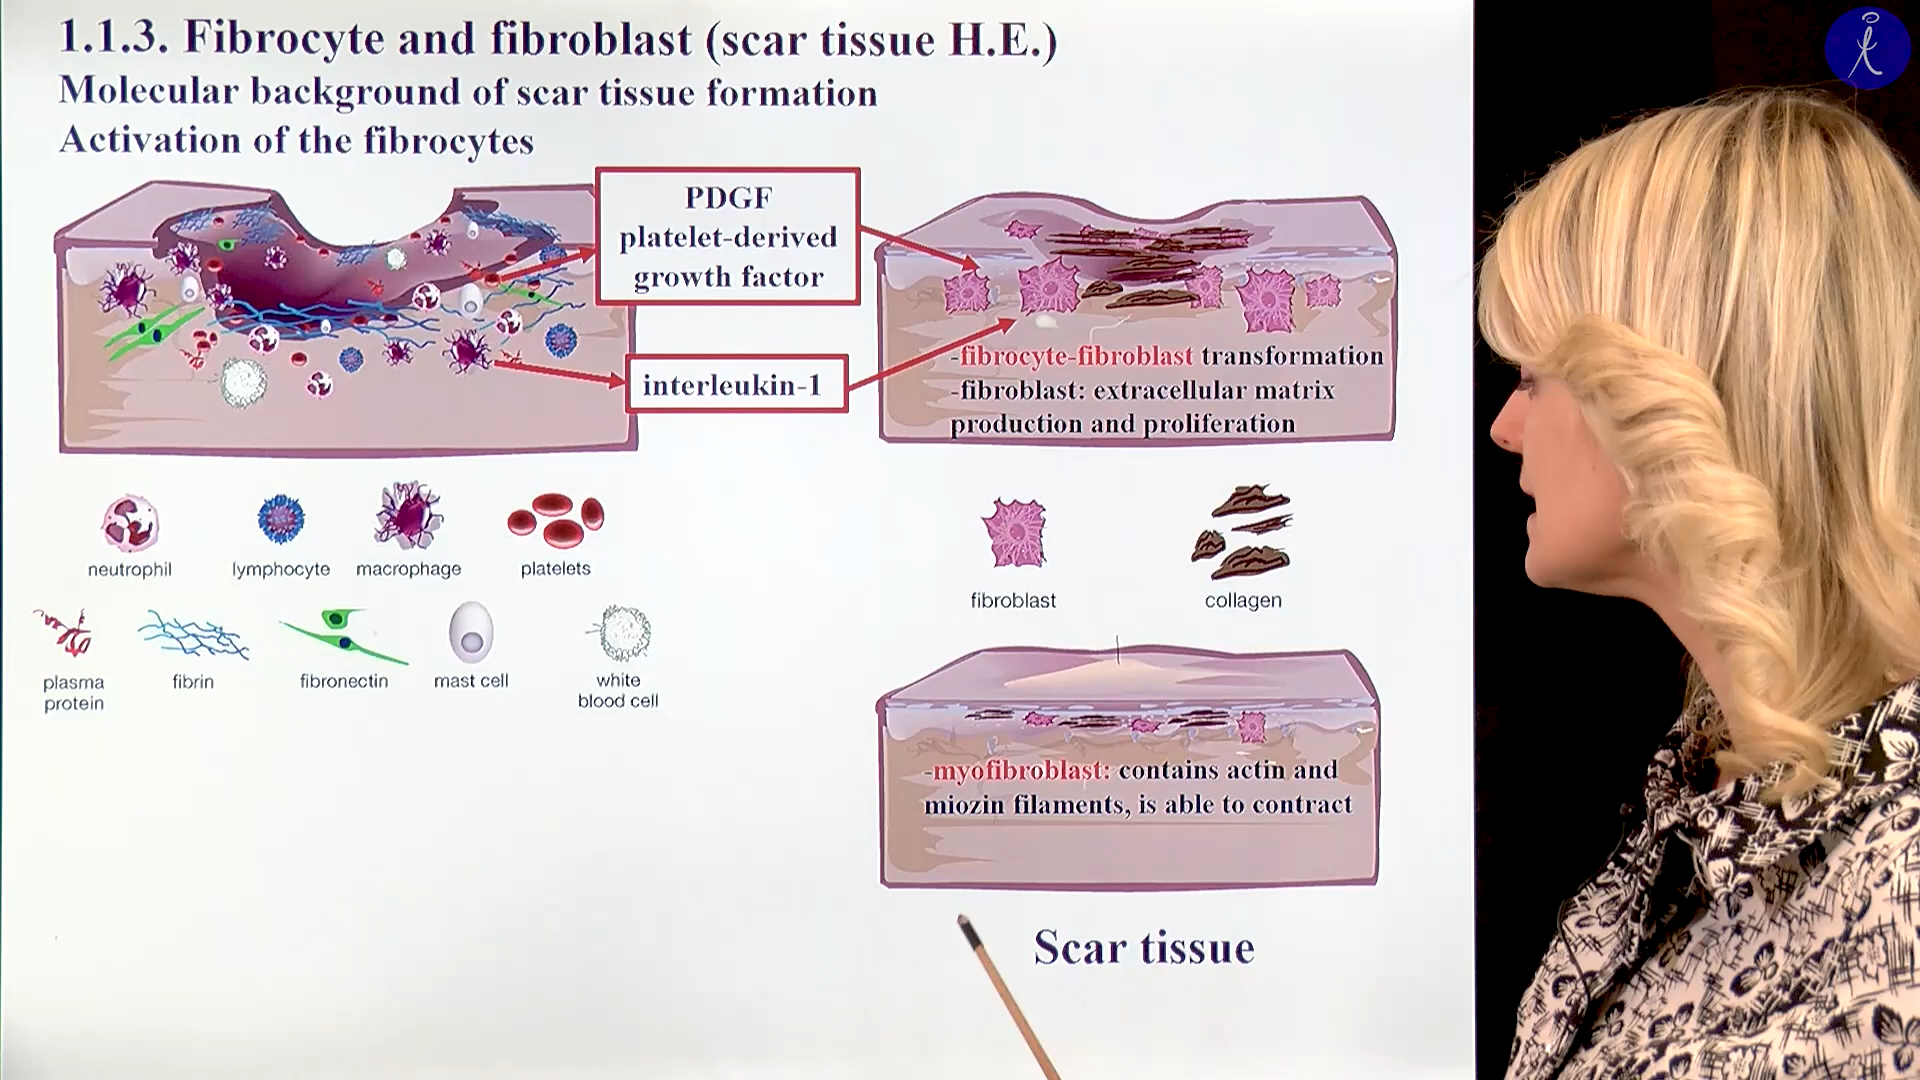 1.1.3. Fibrocyte and fibroblast (scar tissue H.E.)
Molecular background of scar tissue formation
Activation of the fibrocytes
PDGF
platelet-derived
growth factor
interleukin-1
-fibrocyte-fibroblast transformation
-fibroblast: extracellular matrix
production and proliferation
neutrophil
lymphocyte
macrophage
platelets
plasma
protein
fibrin
fibronectin
mast cell
white
blood cell
fibroblast
collagen
-myofibroblast: contains actin and
miozin filaments, is able to contract
Scar tissue